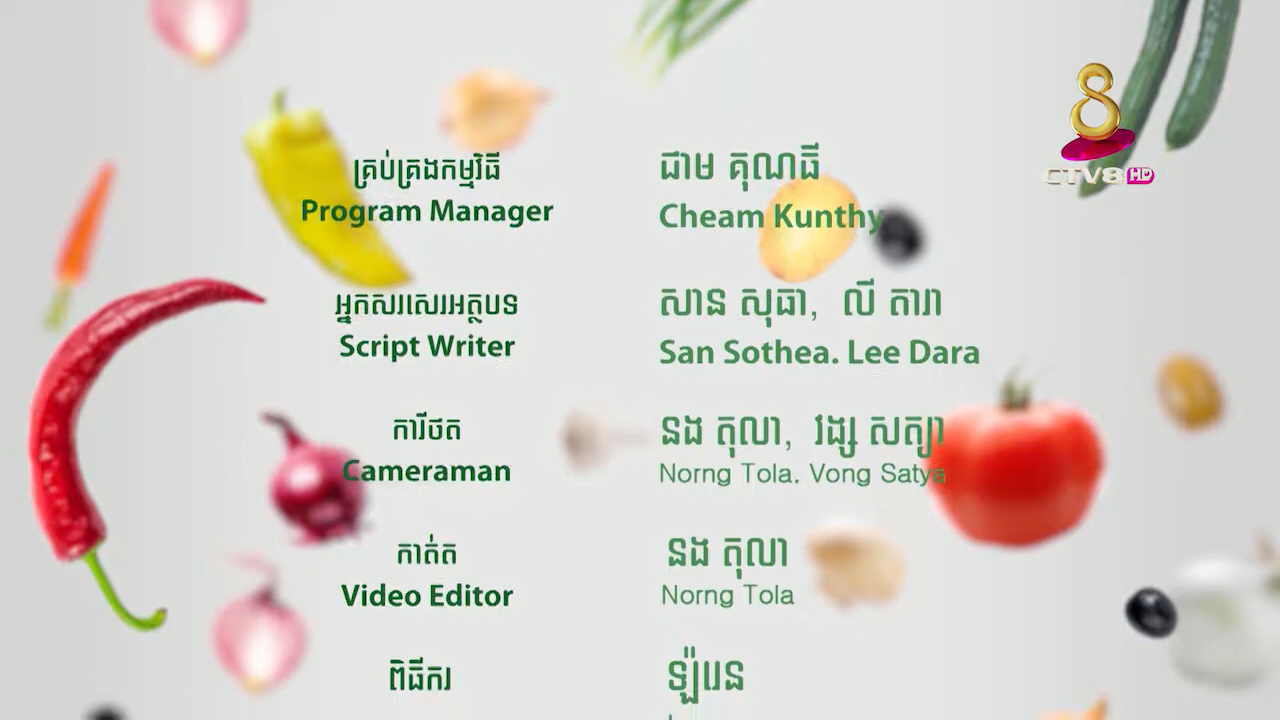 គ្រប់គ្រងកម្មវិធី ជាម គុណធី
Program Manager Cheam Kunthy
អ្នកសរសេរអត្ថបទ សាន សុធា, លី តារា
Script Writer San Sothea. Lee Dara
ការីថត នង តុលា, វង្ស សត្យា
Cameraman Norng Tola. Vong Satya
កាត់ត នង តុលា
Video Editor Norng Tola
ពិធីករ ឡូរ៉េន
8
CTV8 HD